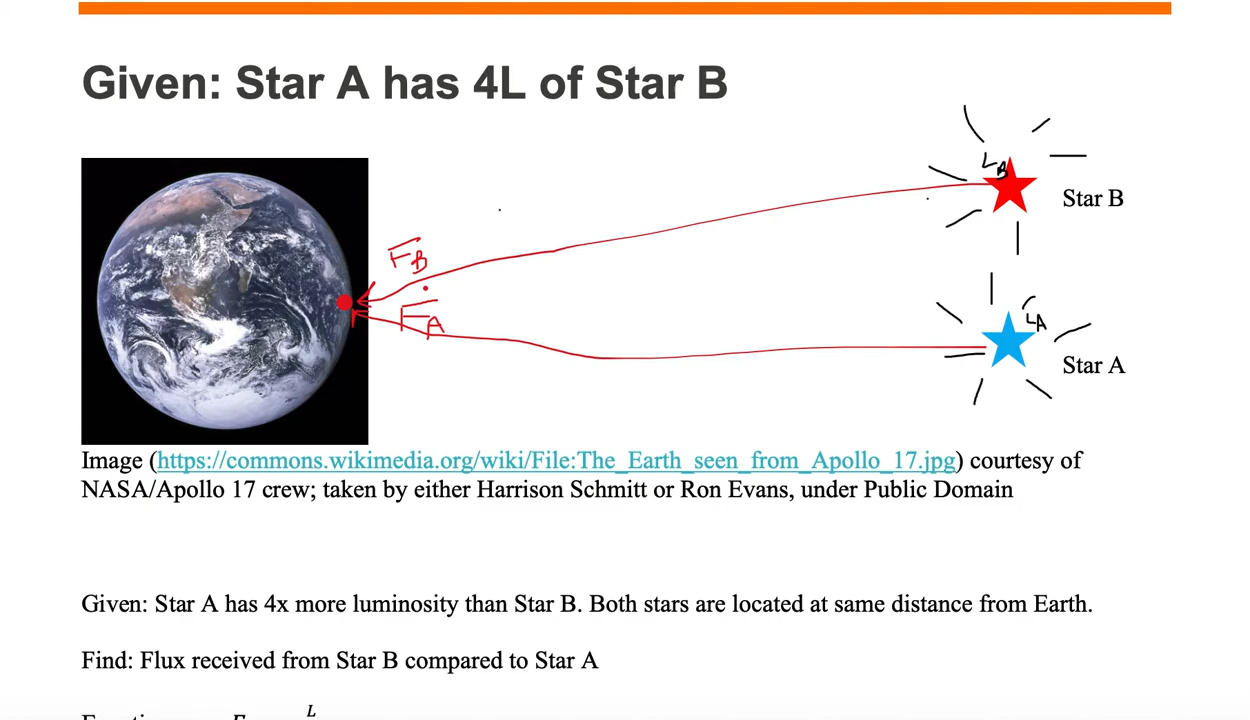 Given: Star A has 4L of Star B
L_B
Star B
F_B
F_A
L_A
Star A
Image (https://commons.wikimedia.org/wiki/File:The_Earth_seen_from_Apollo_17.jpg) courtesy of
NASA/Apollo 17 crew; taken by either Harrison Schmitt or Ron Evans, under Public Domain
Given: Star A has 4x more luminosity than Star B. Both stars are located at same distance from Earth.
Find: Flux received from Star B compared to Star A
L